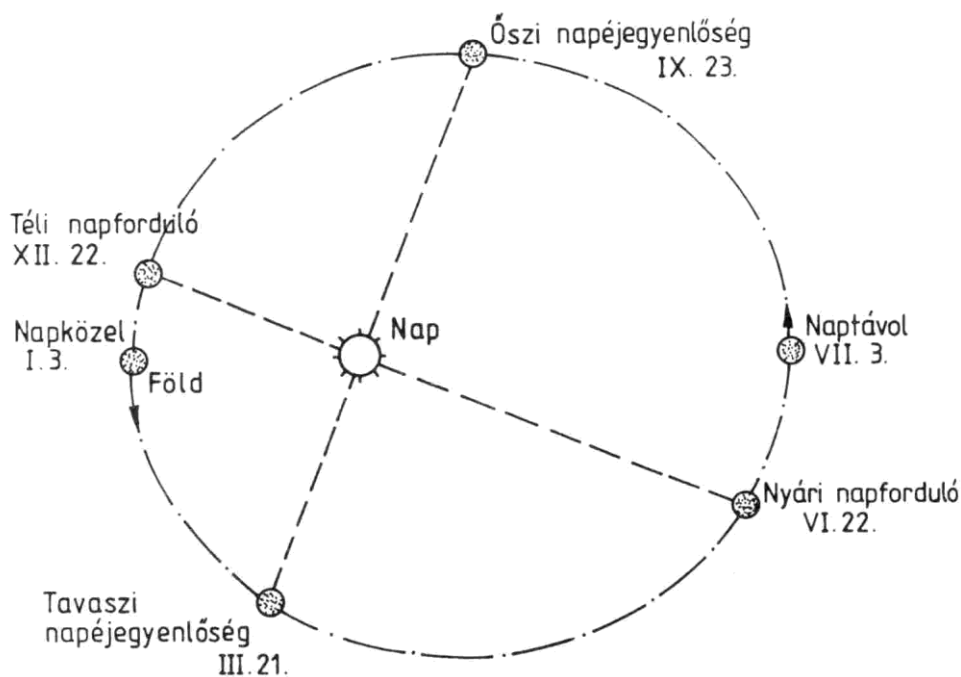 Őszi napéjegyenlőség
IX. 23.
Téli napforduló
XII. 22.
Napközel
I. 3.
Föld
Nap
Naptávol
VII. 3.
Nyári napforduló
VI. 22.
Tavaszi
napéjegyenlőség
III. 21.